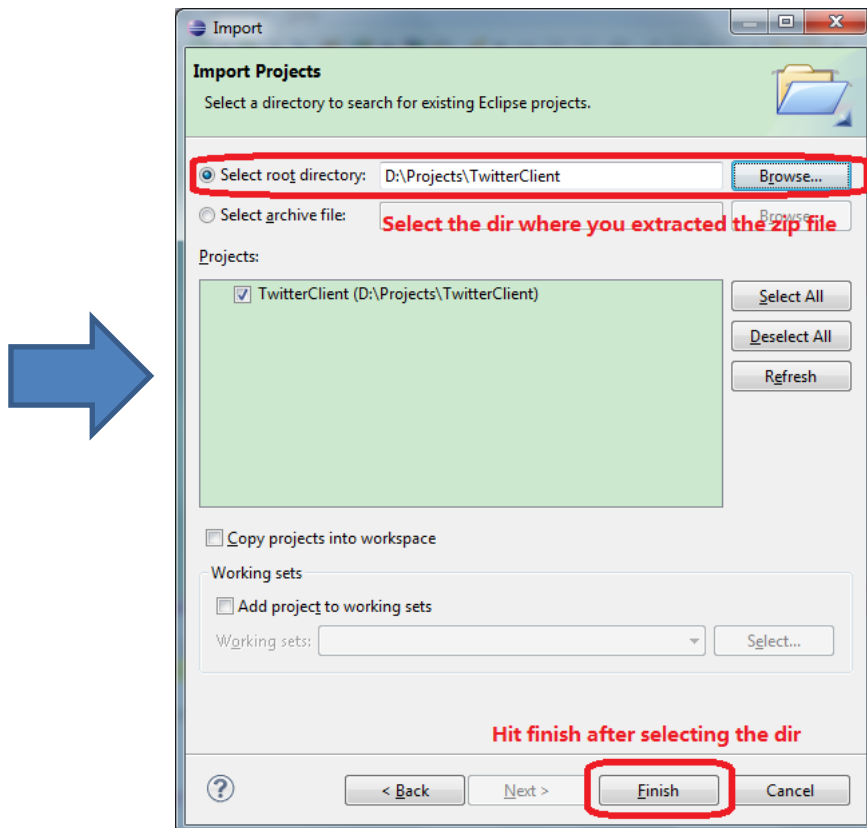 Import
Import Projects
Select a directory to search for existing Eclipse projects.
Select root directory: D:\Projects\TwitterClient Browse...
Select archive file: Browse...
Select the dir where you extracted the zip file
Projects:
TwitterClient (D:\Projects\TwitterClient)
Select All
Deselect All
Refresh
Copy projects into workspace
Working sets
Add project to working sets
Working sets: Select...
Hit finish after selecting the dir
? < Back Next > Finish Cancel